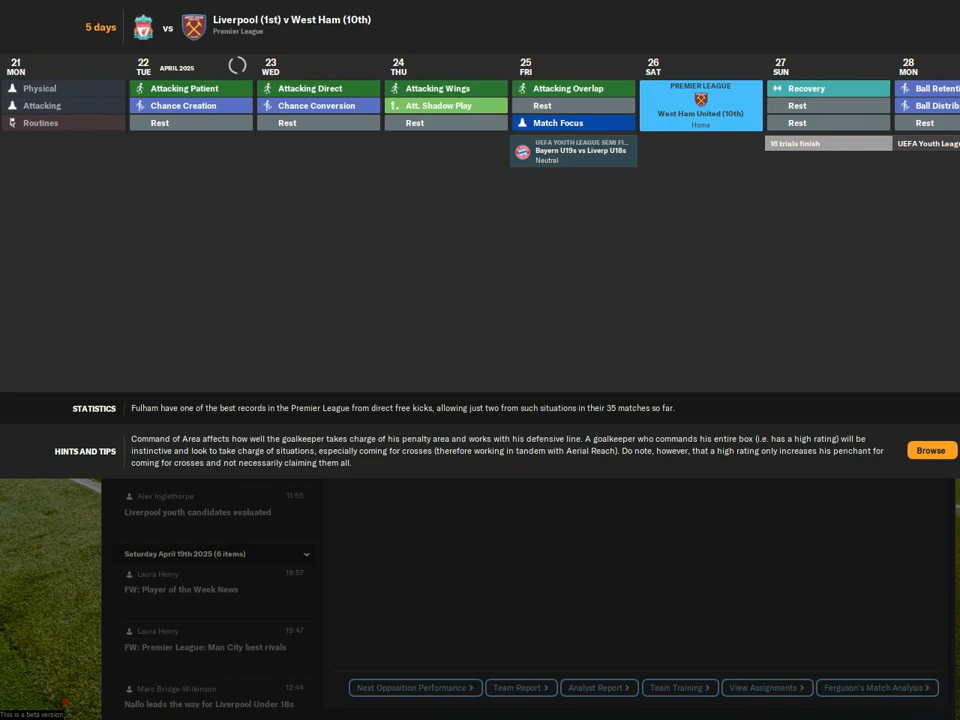 5 days
vs
Liverpool (1st) v West Ham (10th)
Premier League
21
MON
22
TUE APRIL 2025
23
WED
24
THU
25
FRI
26
SAT
27
SUN
28
MON
Physical
Attacking Patient
Attacking Direct
Attacking Wings
Attacking Overlap
PREMIER LEAGUE
Recovery
Ball Retenti
Attacking
Chance Creation
Chance Conversion
Att. Shadow Play
Rest
West Ham United (10th)
Rest
Ball Distrib
Routines
Rest
Rest
Rest
Match Focus
Home
Rest
Rest
UEFA YOUTH LEAGUE SEMI FI...
Bayern U19s vs Liverp U18s
Neutral
16 trials finish
UEFA Youth Leag
STATISTICS
Fulham have one of the best records in the Premier League from direct free kicks, allowing just two from such situations in their 35 matches so far.
HINTS AND TIPS
Command of Area affects how well the goalkeeper takes charge of his penalty area and works with his defensive line. A goalkeeper who commands his entire box (i.e. has a high rating) will be
instinctive and look to take charge of situations, especially coming for crosses (therefore working in tandem with Aerial Reach). Do note, however, that a high rating only increases his penchant for
coming for crosses and not necessarily claiming them all.
Browse
Alex Inglethorpe 11:55
Liverpool youth candidates evaluated
Saturday April 19th 2025 (6 items)
Laura Henry 19:57
FW: Player of the Week News
Laura Henry 19:47
FW: Premier League: Man City best rivals
Marc Bridge-Wilkinson 12:44
Nallo leads the way for Liverpool Under 18s
Next Opposition Performance
Team Report
Analyst Report
Team Training
View Assignments
Ferguson's Match Analysis
This is a beta version